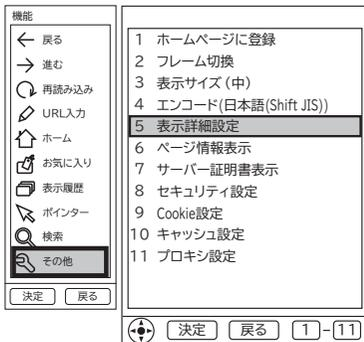 機能
戻る
進む
再読み込み
URL入力
ホーム
お気に入り
表示履歴
ポインター
検索
その他
決定 戻る
1 ホームページに登録
2 フレーム切換
3 表示サイズ(中)
4 エンコード(日本語(Shift JIS))
5 表示詳細設定
6 ページ情報表示
7 サーバー証明書表示
8 セキュリティ設定
9 Cookie設定
10 キャッシュ設定
11 プロキシ設定
決定 戻る 1-11